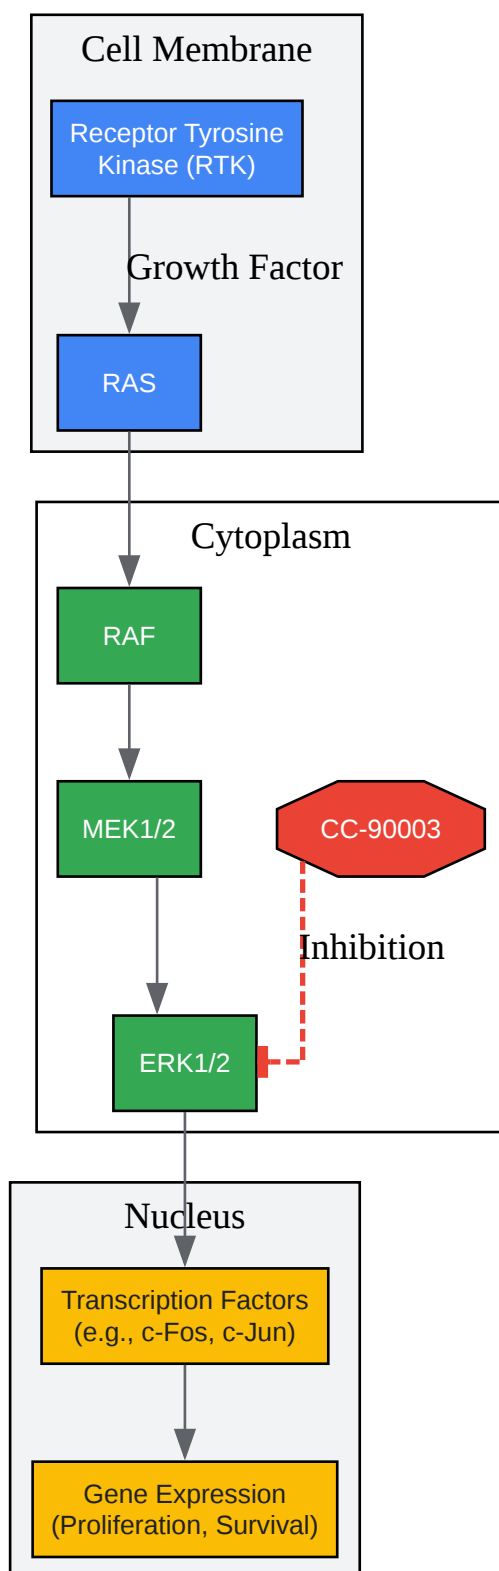 Cell Membrane
Receptor Tyrosine
Kinase (RTK)
Growth Factor
RAS
Cytoplasm
RAF
MEK1/2
CC-90003
Inhibition
ERK1/2
Nucleus
Transcription Factors
(e.g., c-Fos, c-Jun)
Gene Expression
(Proliferation, Survival)